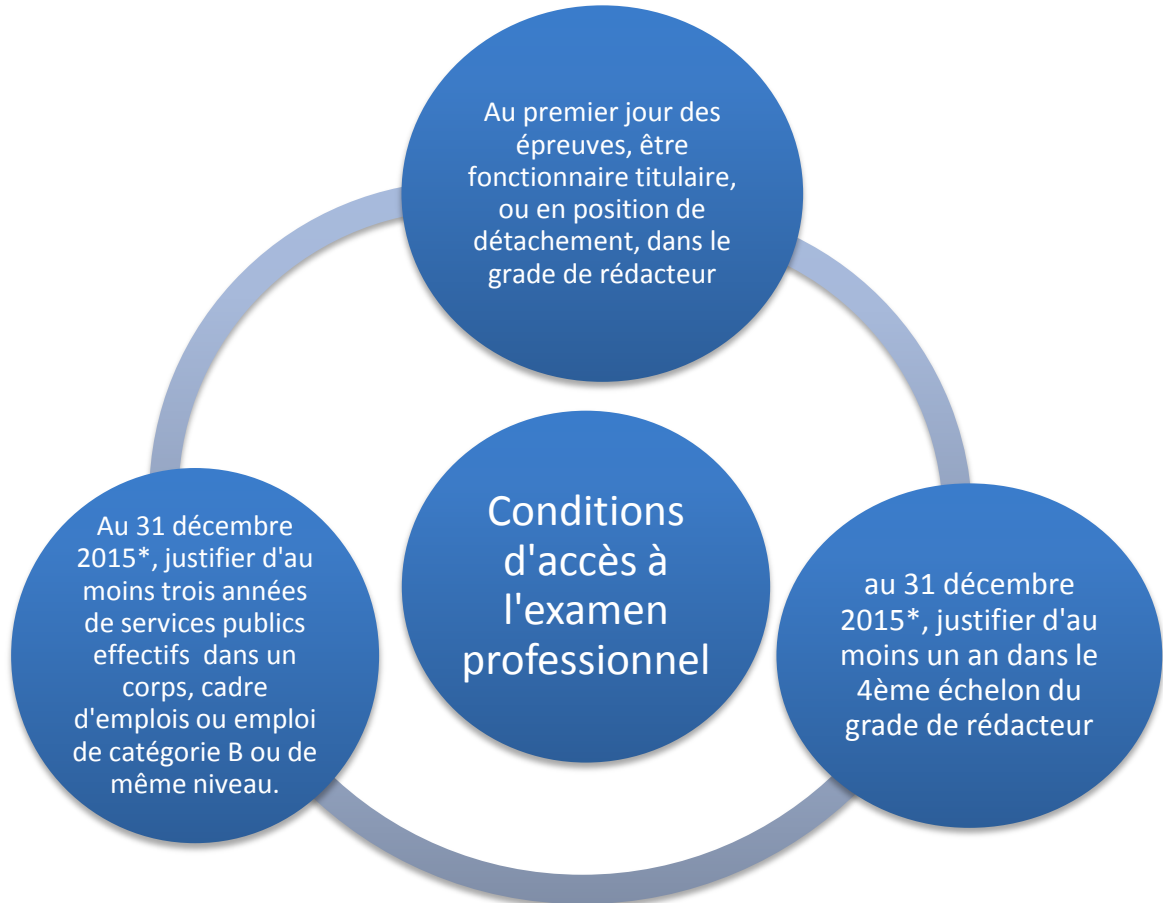 Au premier jour des
épreuves, être
fonctionnaire titulaire,
ou en position de
détachement, dans le
grade de rédacteur
Conditions
d'accès à
l'examen
professionnel
au 31 décembre
2015*, justifier d'au
moins un an dans le
4ème échelon du
grade de rédacteur
Au 31 décembre
2015*, justifier d'au
moins trois années
de services publics
effectifs dans un
corps, cadre
d'emplois ou emploi
de catégorie B ou de
même niveau.